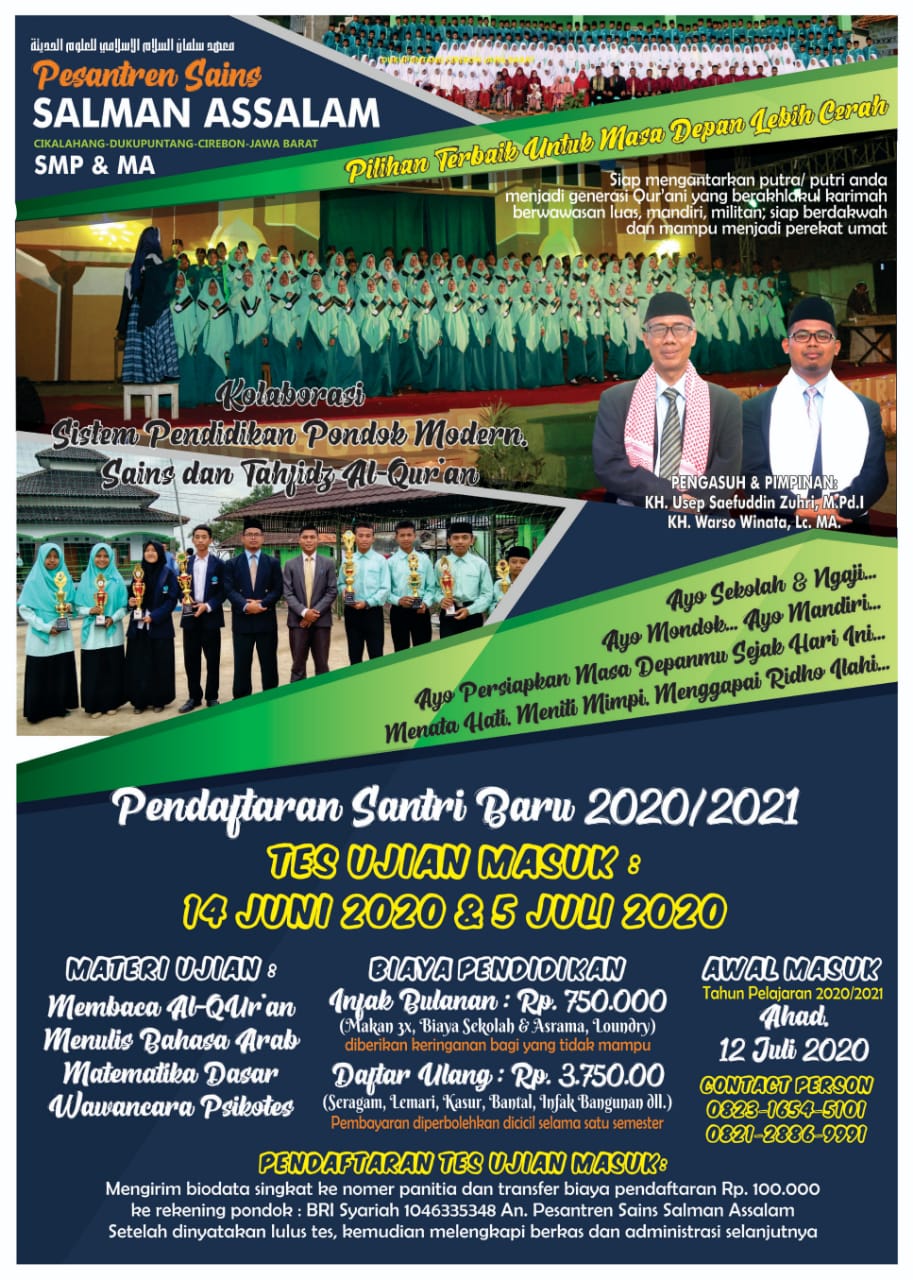 معهد سلمان السلام الإسلامي للعلوم الحديثة
Pesantren Sains
SALMAN ASSALAM
CIKALAHANG-DUKUPUNTANG-CIREBON-JAWA BARAT
SMP & MA
Pilihan Terbaik Untuk Masa Depan Lebih Cerah
Siap mengantarkan putra/ putri anda
menjadi generasi Qur'ani yang berakhlakul karimah
berwawasan luas, mandiri, militan; siap berdakwah
dan mampu menjadi perekat umat
Kolaborasi
Sistem Pendidikan Pondok Modern,
Sains dan Tahfidz Al-Qur'an
PENGASUH & PIMPINAN:
KH. Usep Saefuddin Zuhri, M.Pd.I
KH. Warso Winata, Lc. MA.
Ayo Sekolah & Ngaji...
Ayo Mondok... Ayo Mandiri...
Ayo Persiapkan Masa Depanmu Sejak Hari Ini...
Menata Hati, Meniti Mimpi, Menggapai Ridho Ilahi...
Pendaftaran Santri Baru 2020/2021
TES UJIAN MASUK :
14 JUNI 2020 & 5 JULI 2020
MATERI UJIAN :
Membaca Al-QUr'an
Menulis Bahasa Arab
Matematika Dasar
Wawancara Psikotes
BIAYA PENDIDIKAN
Infak Bulanan : Rp. 750.000
(Makan 3x, Biaya Sekolah & Asrama, Loundry)
diberikan keringanan bagi yang tidak mampu
Daftar Ulang : Rp. 3.750.00
(Seragam, Lemari, Kasur, Bantal, Infak Bangunan dll.)
Pembayaran diperbolehkan dicicil selama satu semester
AWAL MASUK
Tahun Pelajaran 2020/2021
Ahad,
12 Juli 2020
CONTACT PERSON
0823-1654-5101
0821-2886-9991
PENDAFTARAN TES UJIAN MASUK:
Mengirim biodata singkat ke nomer panitia dan transfer biaya pendaftaran Rp. 100.000
ke rekening pondok : BRI Syariah 1046335348 An. Pesantren Sains Salman Assalam
Setelah dinyatakan lulus tes, kemudian melengkapi berkas dan administrasi selanjutnya